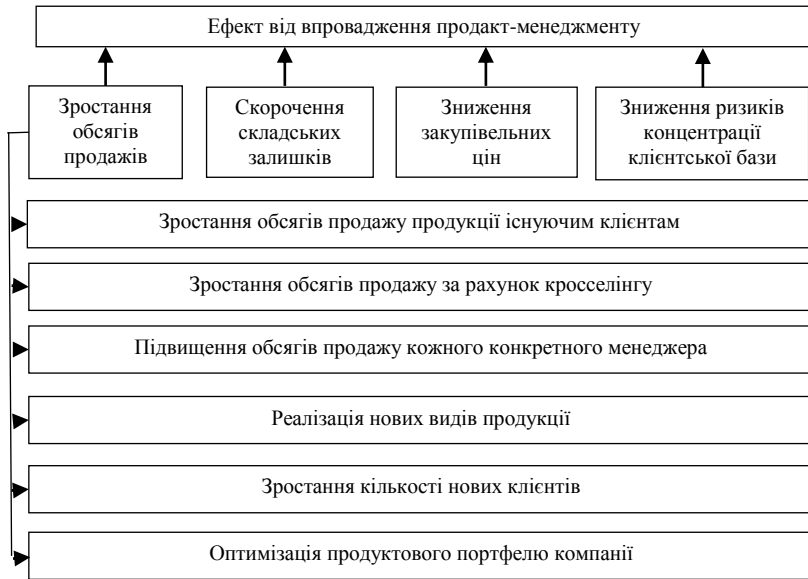 Ефект від впровадження продакт-менеджменту
Зростання
обсягів
продажів
Скорочення
складських
залишків
Зниження
закупівельних
цін
Зниження ризиків
концентрації
клієнтської бази
Зростання обсягів продажу продукції існуючим клієнтам
Зростання обсягів продажу за рахунок кросселінгу
Підвищення обсягів продажу кожного конкретного менеджера
Реалізація нових видів продукції
Зростання кількості нових клієнтів
Оптимізація продуктового портфелю компанії